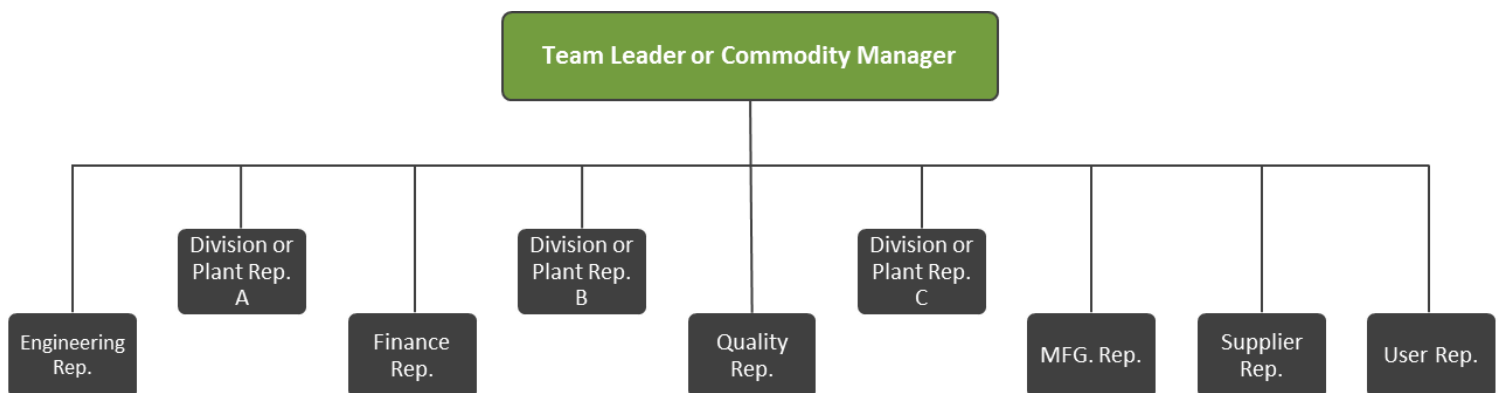 Team Leader or Commodity Manager
Division or
Plant Rep.
A
Division or
Plant Rep.
B
Division or
Plant Rep.
C
Engineering
Rep.
Finance
Rep.
Quality
Rep.
MFG. Rep.
Supplier
Rep.
User Rep.